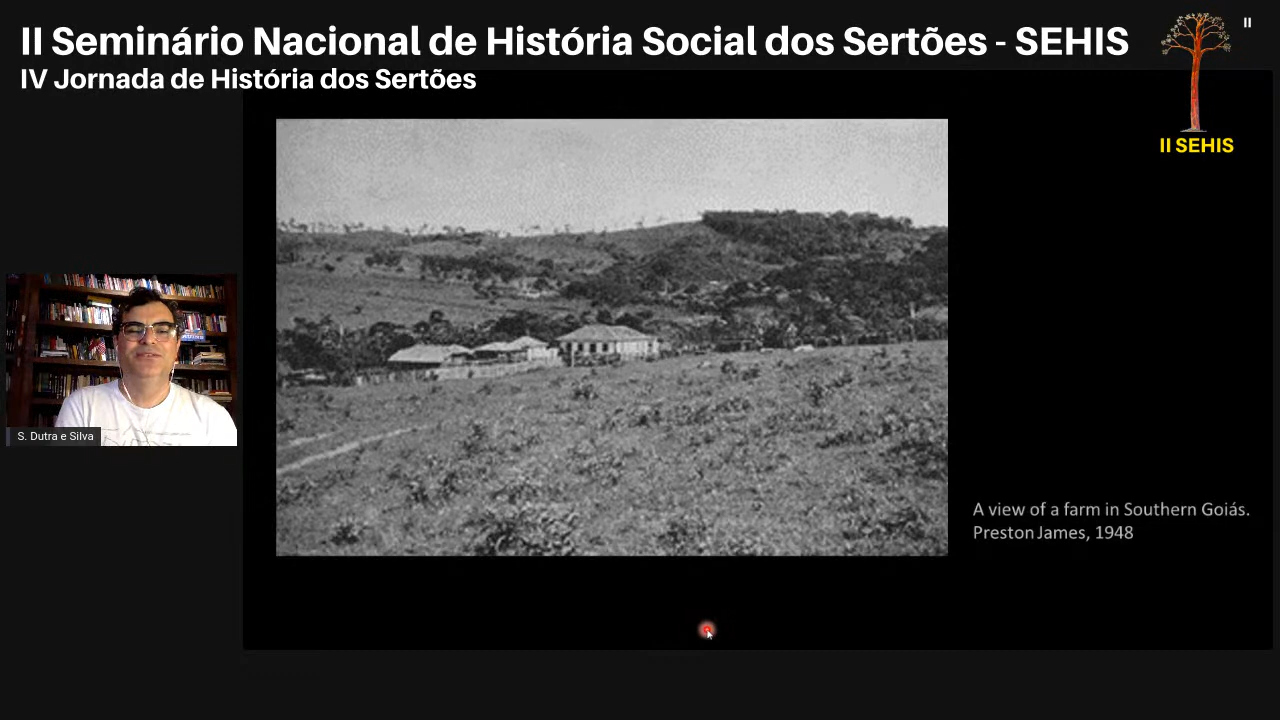 II Seminário Nacional de História Social dos Sertões - SEHIS
IV Jornada de História dos Sertões
II
II SEHIS
S. Dutra e Silva
A view of a farm in Southern Goiás.
Preston James, 1948